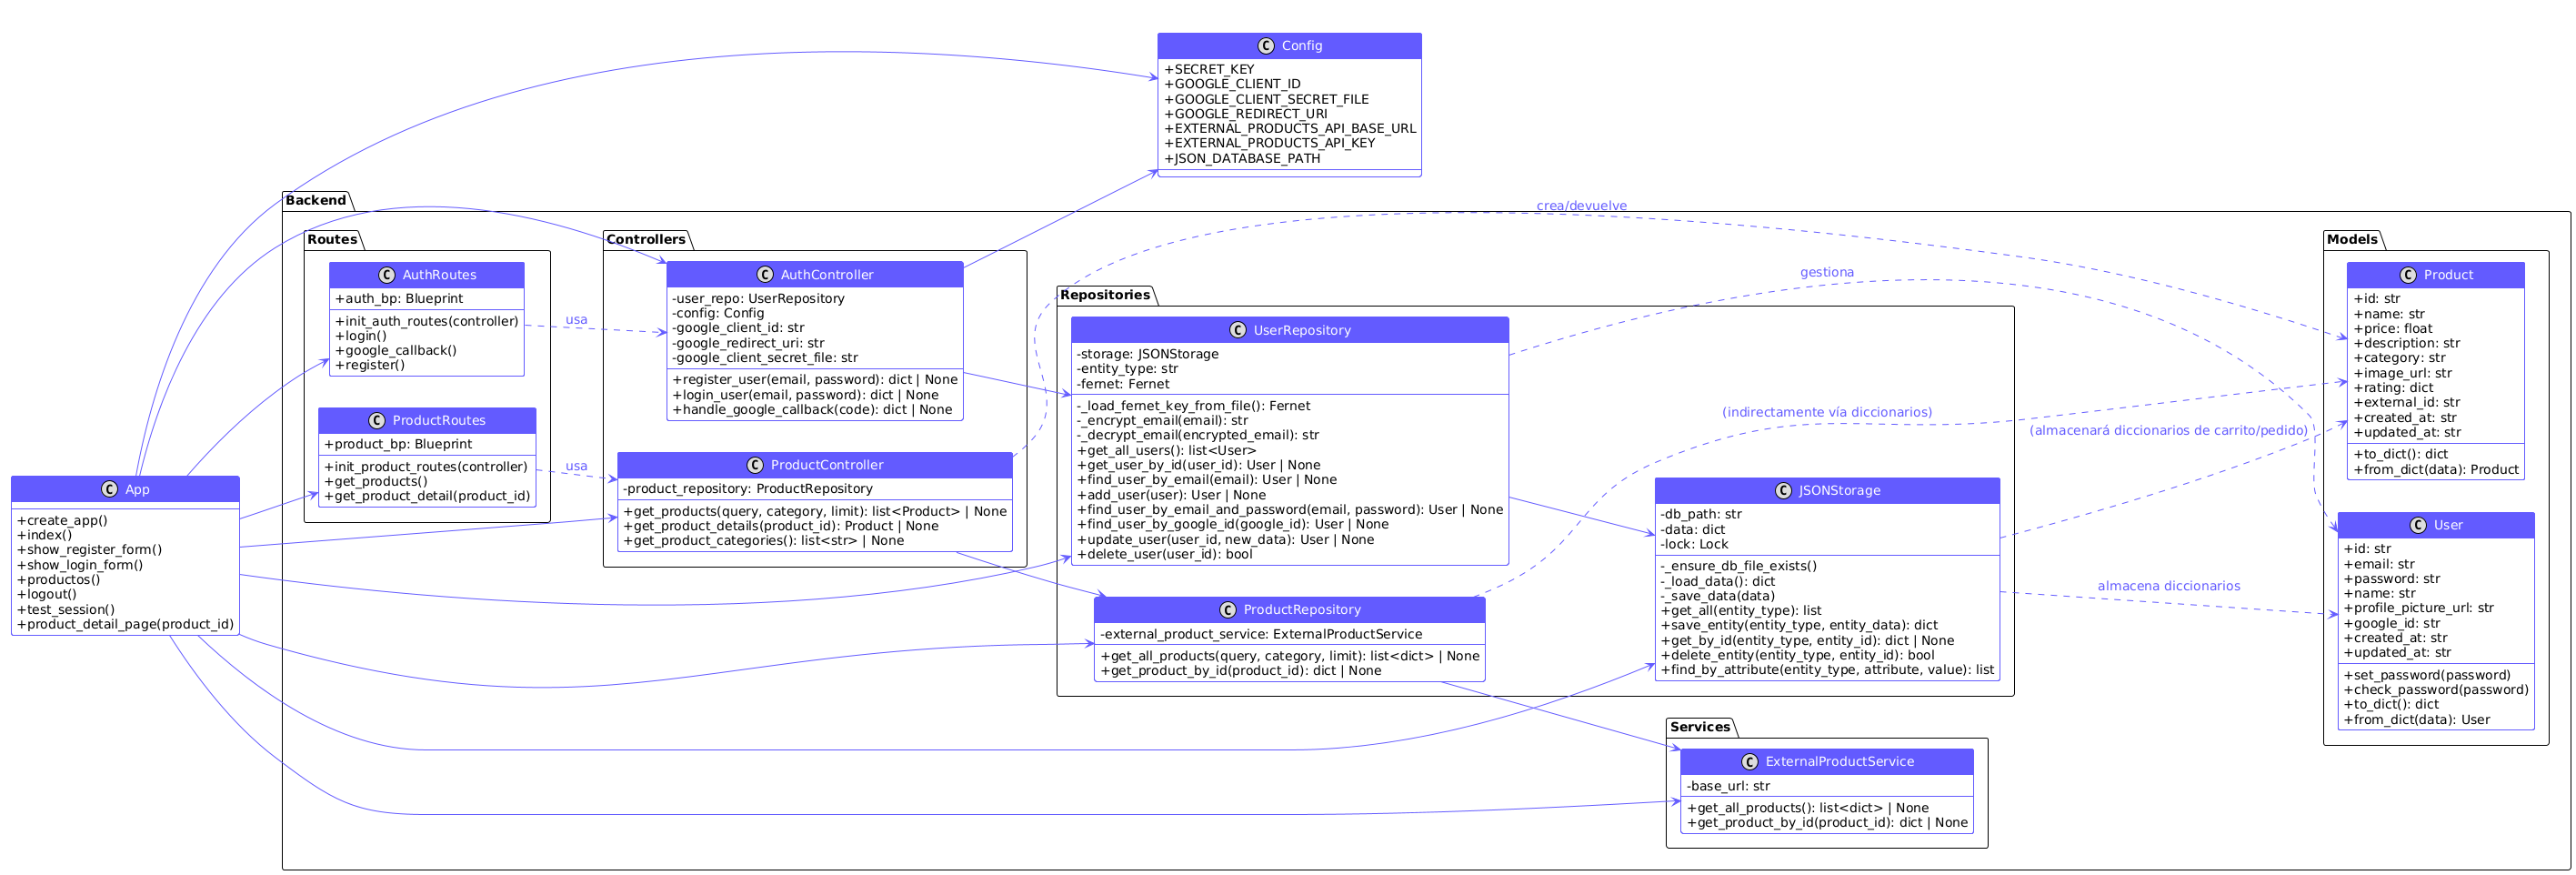 C Config
+SECRET_KEY
+GOOGLE_CLIENT_ID
+GOOGLE_CLIENT_SECRET_FILE
+GOOGLE_REDIRECT_URI
+EXTERNAL_PRODUCTS_API_BASE_URL
+EXTERNAL_PRODUCTS_API_KEY
+JSON_DATABASE_PATH
Backend
Routes
C AuthRoutes
+auth_bp: Blueprint
+init_auth_routes(controller)
+login()
+google_callback()
+register()
usa
C ProductRoutes
+product_bp: Blueprint
+init_product_routes(controller)
+get_products()
+get_product_detail(product_id)
usa
C App
+create_app()
+index()
+show_register_form()
+show_login_form()
+productos()
+logout()
+test_session()
+product_detail_page(product_id)
Controllers
C AuthController
-user_repo: UserRepository
-config: Config
-google_client_id: str
-google_redirect_uri: str
-google_client_secret_file: str
+register_user(email, password): dict | None
+login_user(email, password): dict | None
+handle_google_callback(code): dict | None
C ProductController
-product_repository: ProductRepository
+get_products(query, category, limit): list<Product> | None
+get_product_details(product_id): Product | None
+get_product_categories(): list<str> | None
Repositories
C UserRepository
-storage: JSONStorage
-entity_type: str
-fernet: Fernet
-_load_fernet_key_from_file(): Fernet
-_encrypt_email(email): str
-_decrypt_email(encrypted_email): str
+get_all_users(): list<User>
+get_user_by_id(user_id): User | None
+find_user_by_email(email): User | None
+add_user(user): User | None
+find_user_by_email_and_password(email, password): User | None
+find_user_by_google_id(google_id): User | None
+update_user(user_id, new_data): User | None
+delete_user(user_id): bool
C ProductRepository
-external_product_service: ExternalProductService
+get_all_products(query, category, limit): list<dict> | None
+get_product_by_id(product_id): dict | None
C JSONStorage
-db_path: str
-data: dict
-lock: Lock
-_ensure_db_file_exists()
-_load_data(): dict
-_save_data(data)
+get_all(entity_type): list
+save_entity(entity_type, entity_data): dict
+get_by_id(entity_type, entity_id): dict | None
+delete_entity(entity_type, entity_id): bool
+find_by_attribute(entity_type, attribute, value): list
Services
C ExternalProductService
-base_url: str
+get_all_products(): list<dict> | None
+get_product_by_id(product_id): dict | None
crea/devuelve
gestiona
(indirectamente vía diccionarios)
(almacenará diccionarios de carrito/pedido)
almacena diccionarios
Models
C Product
+id: str
+name: str
+price: float
+description: str
+category: str
+image_url: str
+rating: dict
+external_id: str
+created_at: str
+updated_at: str
+to_dict(): dict
+from_dict(data): Product
C User
+id: str
+email: str
+password: str
+name: str
+profile_picture_url: str
+google_id: str
+created_at: str
+updated_at: str
+set_password(password)
+check_password(password)
+to_dict(): dict
+from_dict(data): User